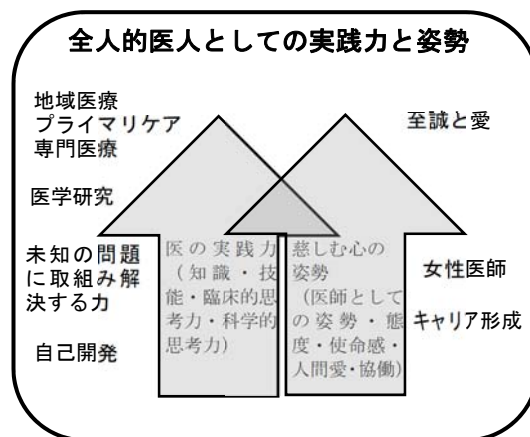 全人的医人としての実践力と姿勢
地域医療
プライマリケア
専門医療
医学研究
未知の問題
に取組み解
決する力
自己開発
医の実践力
(知識・技
能・臨床的思
考力・科学的
思考力)
慈しむ心の
姿勢
(医師として
の姿勢・態
度・使命感・
人間愛・協働)
至誠と愛
女性医師
キャリア形成